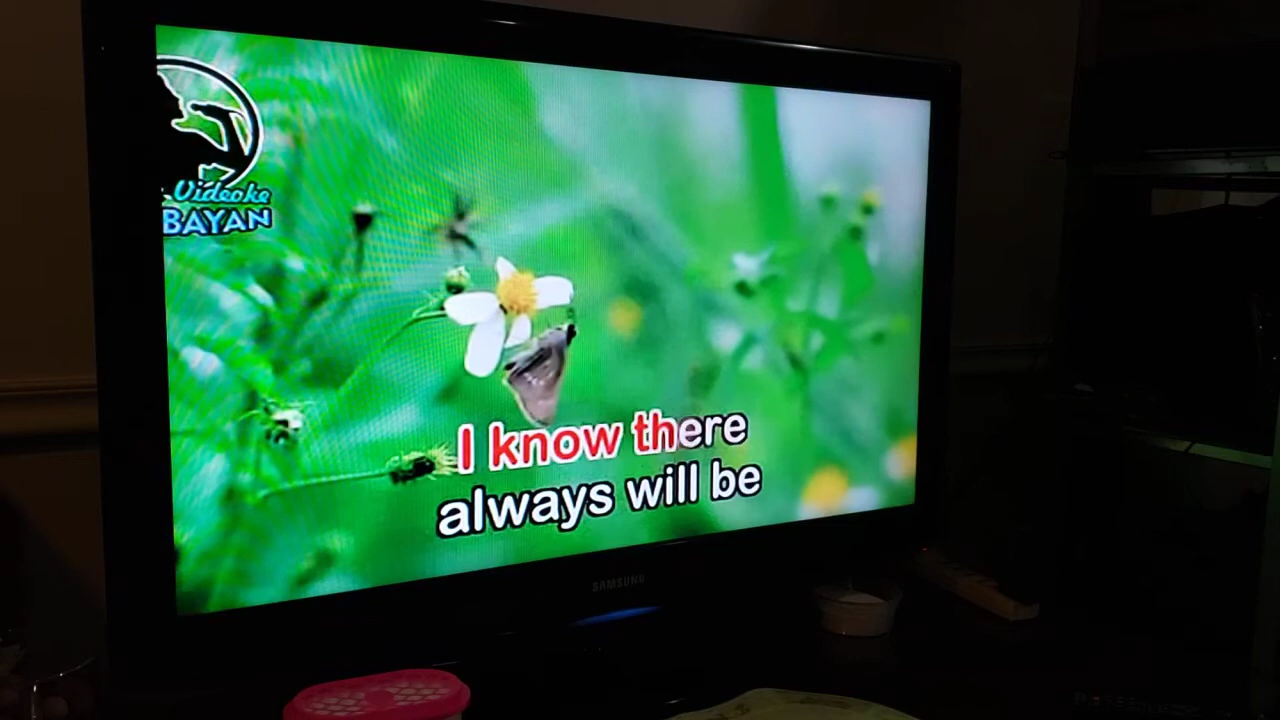 Videoke
BAYAN
I know there
always will be
SAMSUNG